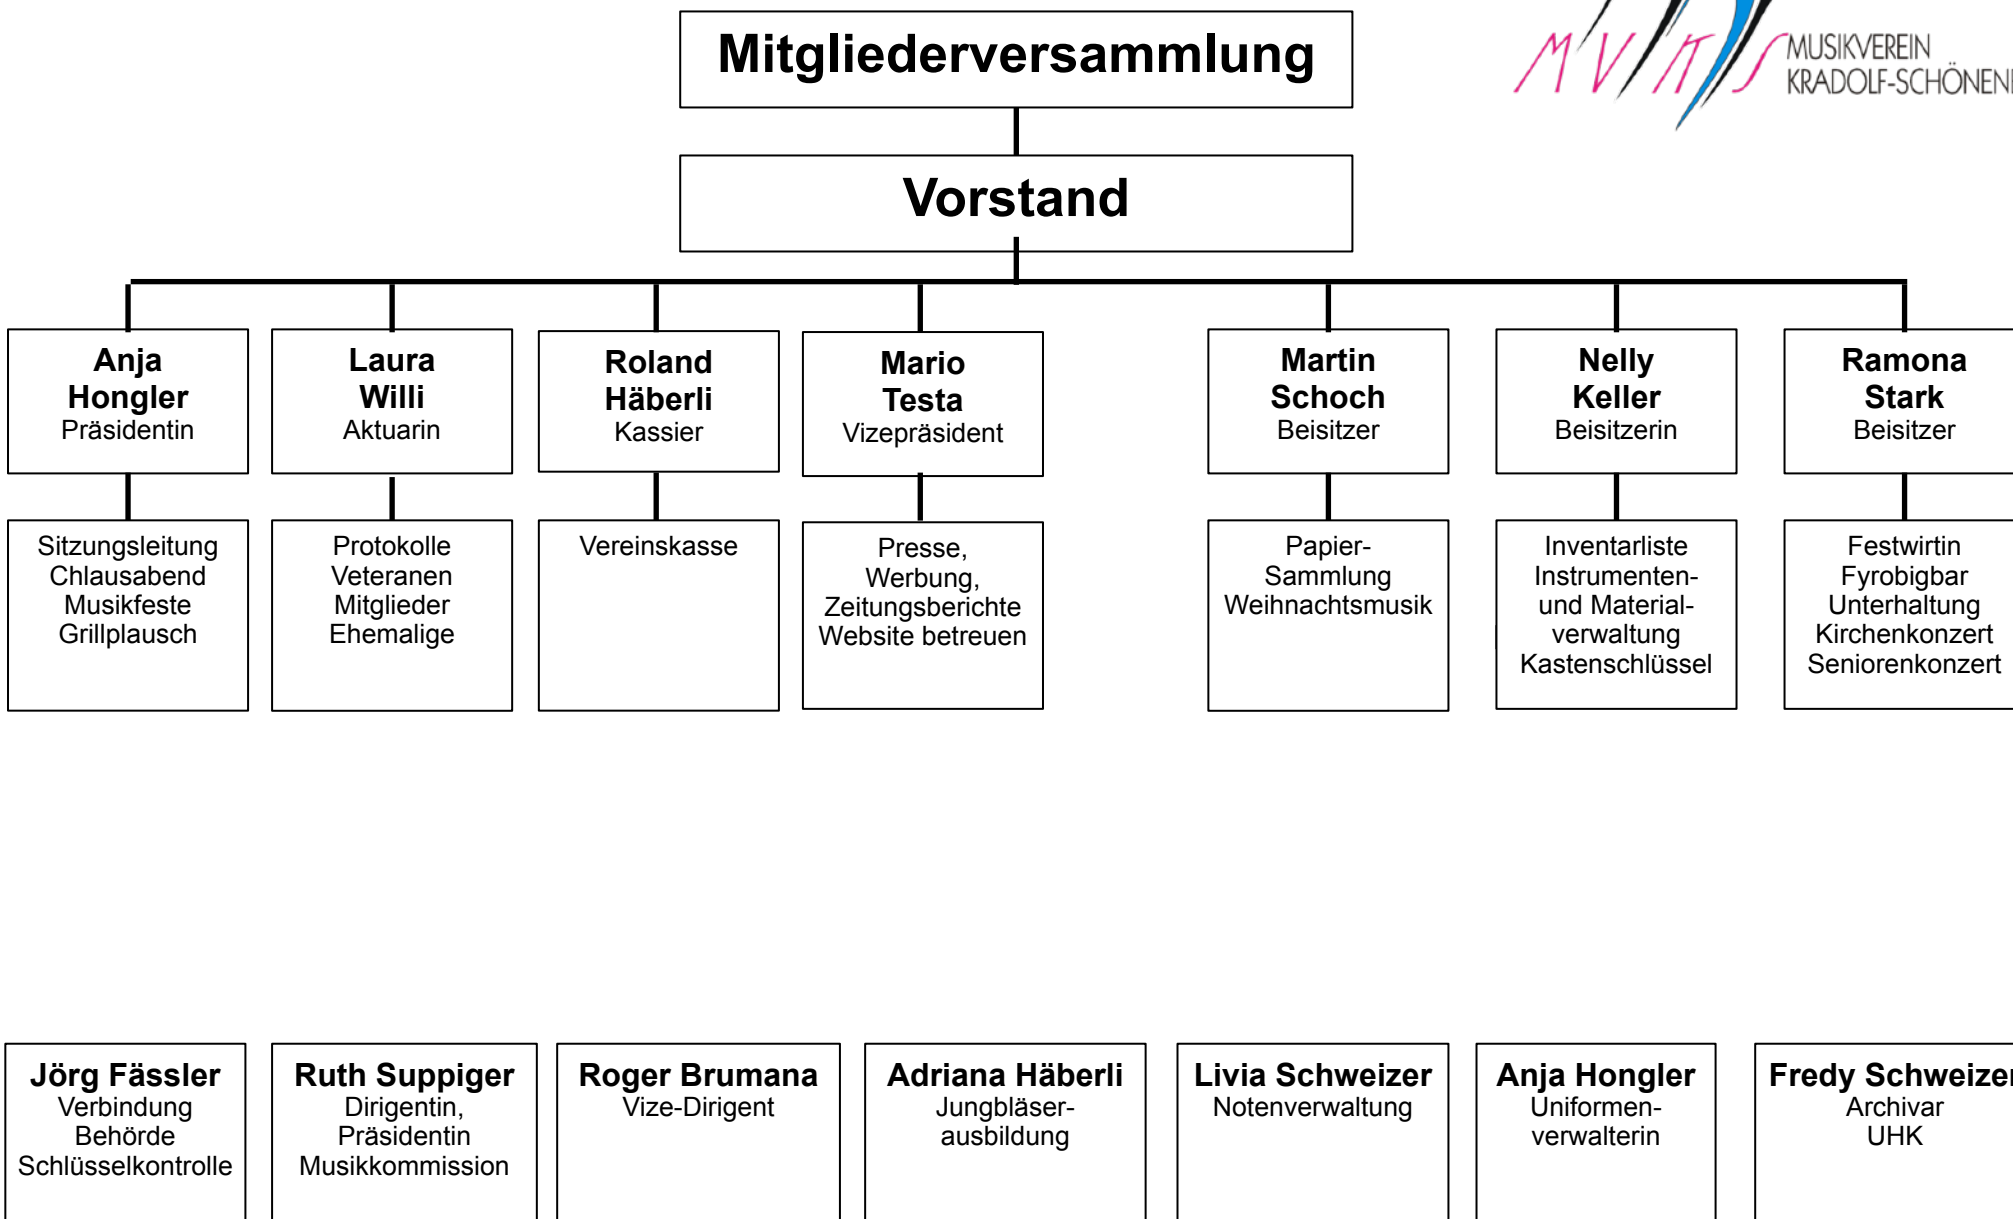 Mitgliederversammlung
MVKS
MUSIKVEREIN
Vorstand
Anja
Hongler
Präsidentin
Laura
Willi
Aktuarin
Roland
Häberli
Kassier
Mario
Testa
Vizepräsident
Martin
Schoch
Beisitzer
Nelly
Keller
Beisitzerin
Ramona
Stark
Beisitzer
Sitzungsleitung
Chlausabend
Musikfeste
Grillplausch
Protokolle
Veteranen
Mitglieder
Ehemalige
Vereinskasse
Presse,
Werbung,
Zeitungsberichte
Website betreuen
Papier-
Sammlung
Weihnachtsmusik
Inventarliste
Instrumenten-
und Material-
verwaltung
Kastenschlüssel
Festwirtin
Fyrobigbar
Unterhaltung
Kirchenkonzert
Seniorenkonzert
Jörg Fässler
Verbindung
Behörde
Schlüsselkontrolle
Ruth Suppiger
Dirigentin,
Präsidentin
Musikkommission
Roger Brumana
Vize-Dirigent
Adriana Häberli
Jungbläser-
ausbildung
Livia Schweizer
Notenverwaltung
Anja Hongler
Uniformen-
verwalterin
Fredy Schweizer
Archivar
UHK